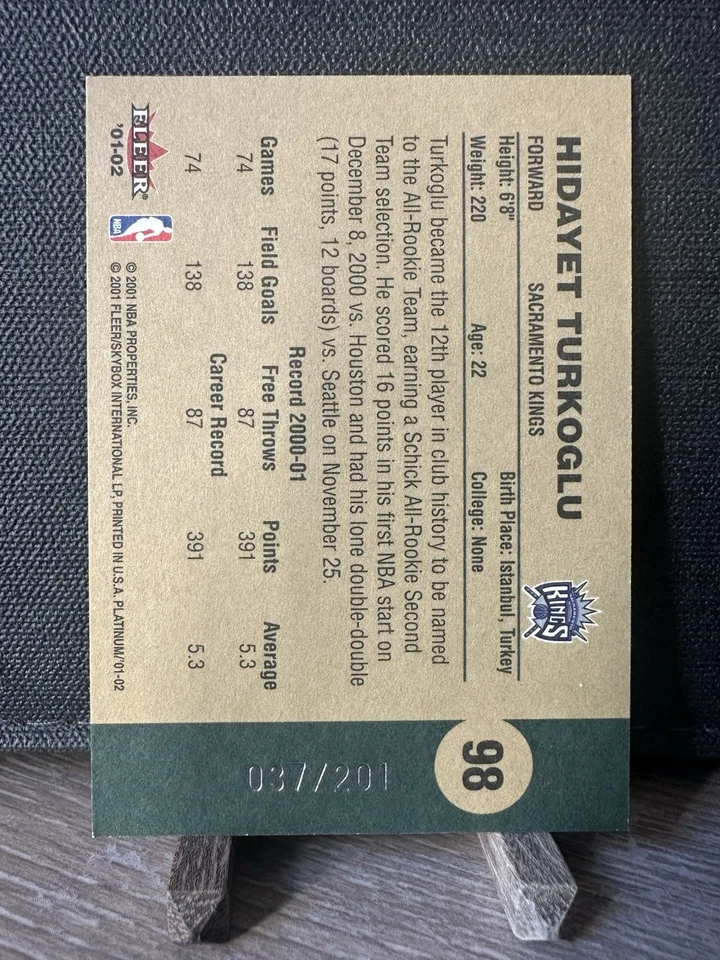 HIDAYET TURKOGLU
FORWARD SACRAMENTO KINGS
KINGS
Height: 6'8" Birth Place: Istanbul, Turkey
Weight: 220 Age: 22 College: None
Turkoglu became the 12th player in club history to be named
to the All-Rookie Team, earning a Schick All-Rookie Second
Team selection. He scored 16 points in his first NBA start on
December 8, 2000 vs. Houston and had his lone double-double
(17 points, 12 boards) vs. Seattle on November 25.
Record 2000-01
Games Field Goals Free Throws Points Average
74 138 87 391 5.3
Career Record
74 138 87 391 5.3
FLEER®
'01-02
NBA
© 2001 NBA PROPERTIES, INC.
© 2001 FLEER/SKYBOX INTERNATIONAL LP, PRINTED IN U.S.A. PLATINUM/'01-02
98
037/201